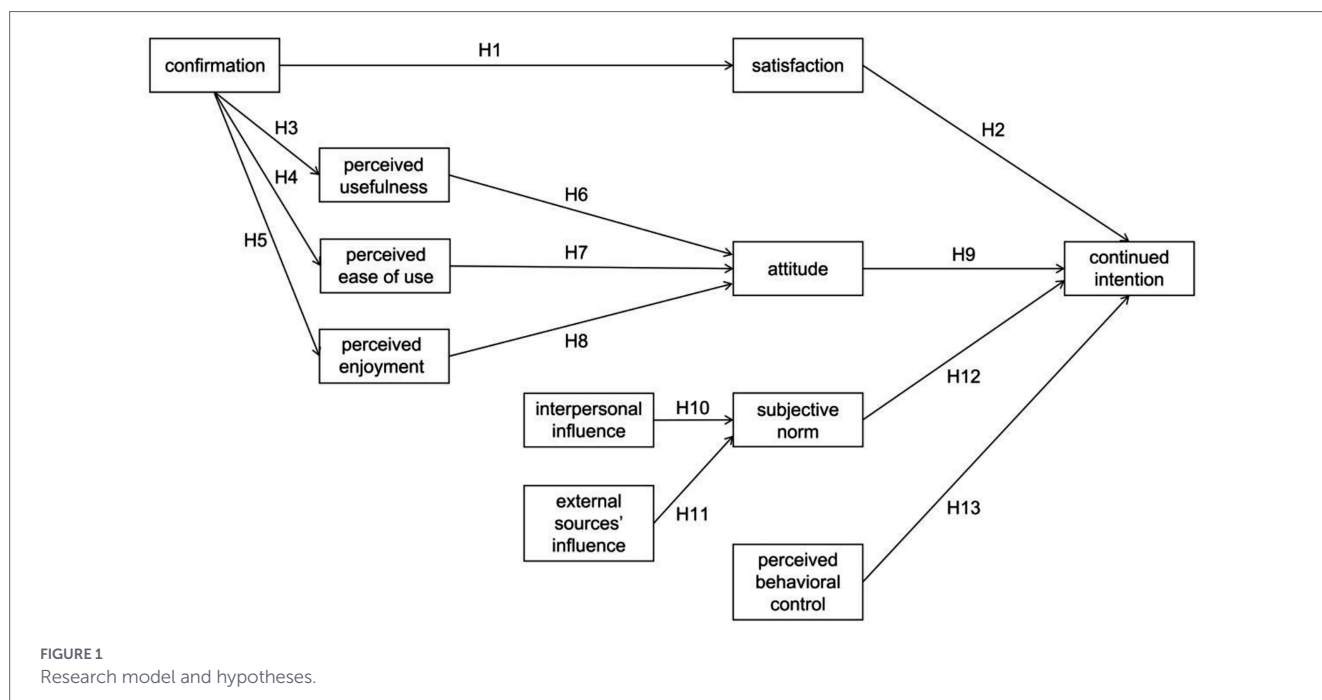 H1
confirmation
satisfaction
H3
H2
H4
perceived
usefulness
H6
H5
perceived
ease of use
H7
attitude
H9
continued
intention
perceived
enjoyment
H8
H12
interpersonal
influence
H10
subjective
norm
external
sources’
influence
H11
H13
perceived
behavioral
control
FIGURE 1
Research model and hypotheses.